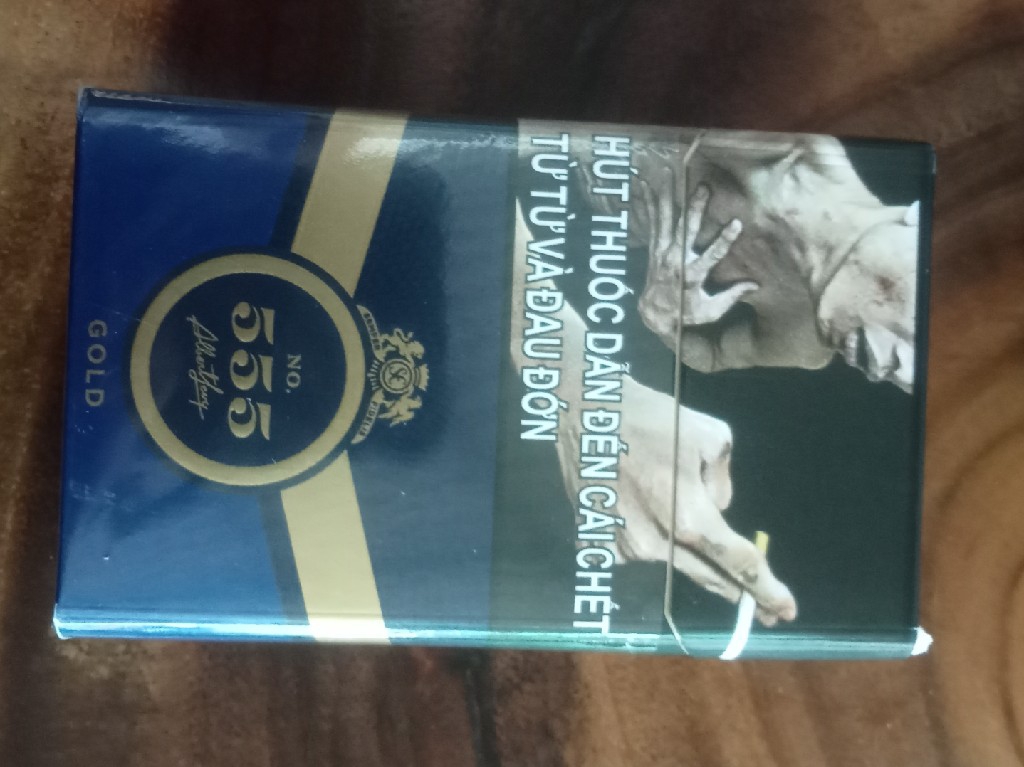 HÚT THUỐC DẪN ĐẾN CÁI CHẾT
TỪ TỪ VÀ ĐAU ĐỚN
NO.
555
GOLD